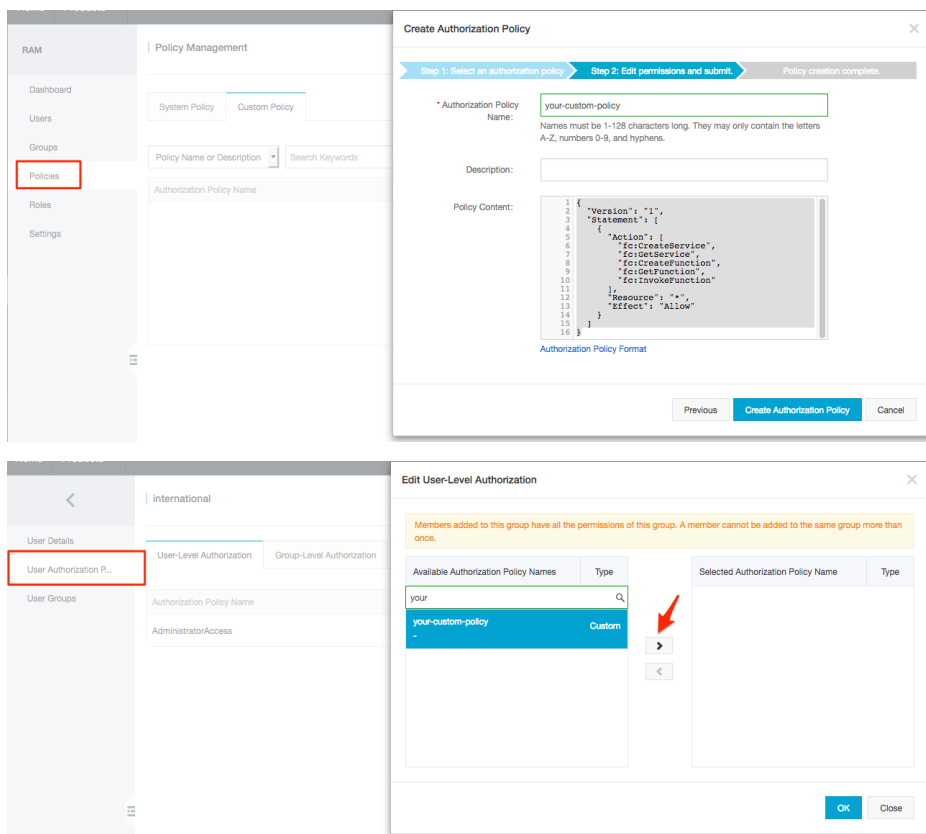 RAM
Policy Management
Dashboard
Users
Groups
Policies
Roles
Settings
System Policy
Custom Policy
Policy Name or Description
Search Keywords
Authorization Policy Name
Create Authorization Policy
Step 1: Select an authorization policy
Step 2: Edit permissions and submit.
Policy creation complete.
* Authorization Policy
Name:
your-custom-policy
Names must be 1-128 characters long. They may only contain the letters
A-Z, numbers 0-9, and hyphens.
Description:
Policy Content:
1 {
2 "Version": "1",
3 "Statement": [
4 {
5 "Action": [
6 "fc:CreateService",
7 "fc:GetService",
8 "fc:CreateFunction",
9 "fc:GetFunction",
10 "fc:InvokeFunction"
11 ],
12 "Resource": "*",
13 "Effect": "Allow"
14 }
15 ]
16 }
Authorization Policy Format
Previous
Create Authorization Policy
Cancel
international
User Details
User Authorization P...
User Groups
User-Level Authorization
Group-Level Authorization
Authorization Policy Name
AdministratorAccess
Edit User-Level Authorization
Members added to this group have all the permissions of this group. A member cannot be added to the same group more than
once.
Available Authorization Policy Names
Type
your
your-custom-policy
Custom
-
Selected Authorization Policy Name
Type
OK
Close